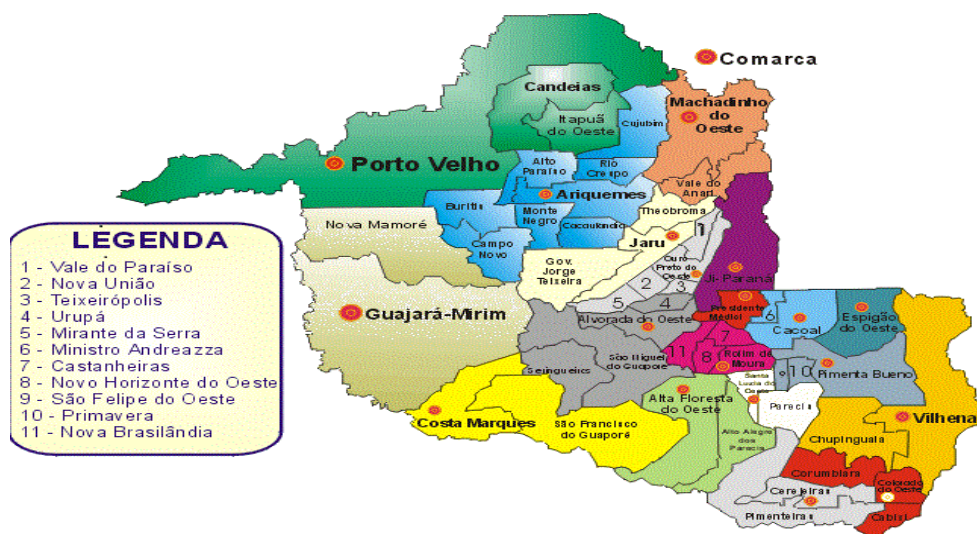 Comarca
Candeias
Itapuã
do Oeste
Cujubim
Machadinho
do
Oeste
Porto Velho
Alto
Paraíso
Rio
Crespo
Vale do
Anari
Ariquemes
Buritis
Monte
Negro
Cacaulandia
Theobroma
Nova Mamoré
Campo
Novo
Jaru
1
Gov.
Jorge
Teixeira
Ouro
Preto do
Oeste
2
3
Ji-Paraná
5
4
Guajará-Mirim
Alvorada do Oeste
Presidente
Médici
6
Cacoal
Espigão
do Oeste
7
11
8
Rolim de
Moura
São Miguel
do Guaporé
Seringueiras
Santa
Luzia do
Oeste
9
10
Pimenta Bueno
Alta Floresta
do Oeste
Parecis
Costa Marques
São Francisco
do Guaporé
Alto Alegre
dos
Parecis
Vilhena
Chupinguaia
Corumbiara
Colorado
do Oeste
Cerejeiras
Pimenteiras
Cabixi
LEGENDA
1 - Vale do Paraíso
2 - Nova União
3 - Teixeirópolis
4 - Urupá
5 - Mirante da Serra
6 - Ministro Andreazza
7 - Castanheiras
8 - Novo Horizonte do Oeste
9 - São Felipe do Oeste
10 - Primavera
11 - Nova Brasilândia